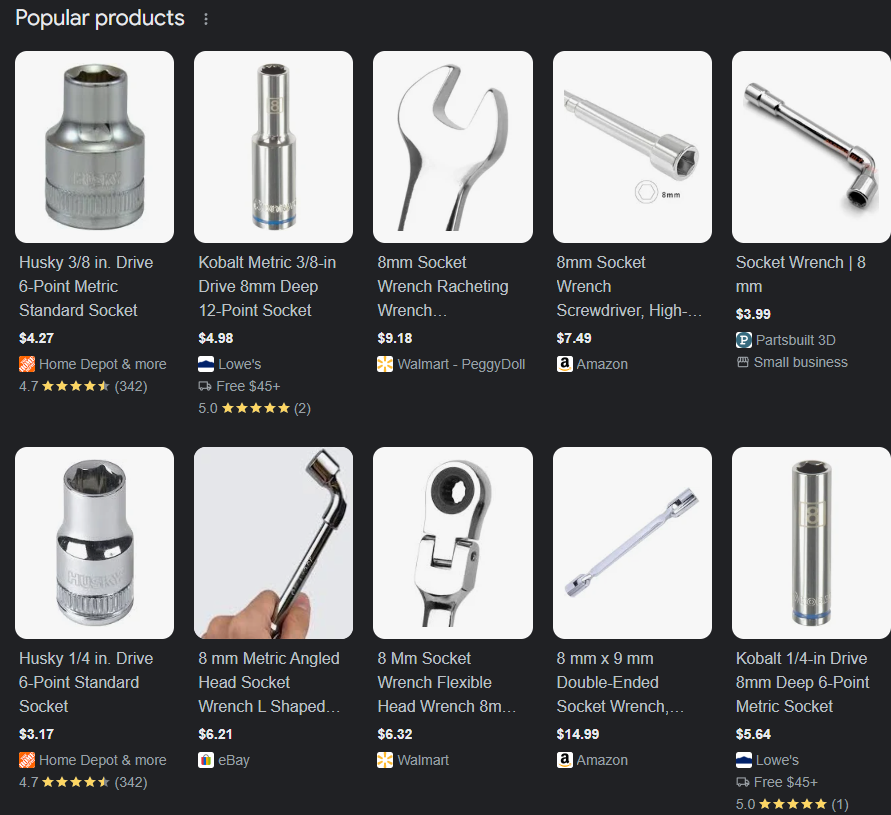 Popular products
HUSKY
8
8mm
Husky 3/8 in. Drive
6-Point Metric
Standard Socket
$4.27
Home Depot & more
4.7 (342)
Kobalt Metric 3/8-in
Drive 8mm Deep
12-Point Socket
$4.98
Lowe's
Free $45+
5.0 (2)
8mm Socket
Wrench Racheting
Wrench…
$9.18
Walmart - PeggyDoll
8mm Socket
Wrench
Screwdriver, High-…
$7.49
a Amazon
Socket Wrench | 8
mm
$3.99
P Partsbuilt 3D
Small business
HUSKY
8
Husky 1/4 in. Drive
6-Point Standard
Socket
$3.17
Home Depot & more
4.7 (342)
8 mm Metric Angled
Head Socket
Wrench L Shaped…
$6.21
eBay
8 Mm Socket
Wrench Flexible
Head Wrench 8m…
$6.32
Walmart
8 mm x 9 mm
Double-Ended
Socket Wrench,…
$14.99
a Amazon
Kobalt 1/4-in Drive
8mm Deep 6-Point
Metric Socket
$5.64
Lowe's
Free $45+
5.0 (1)